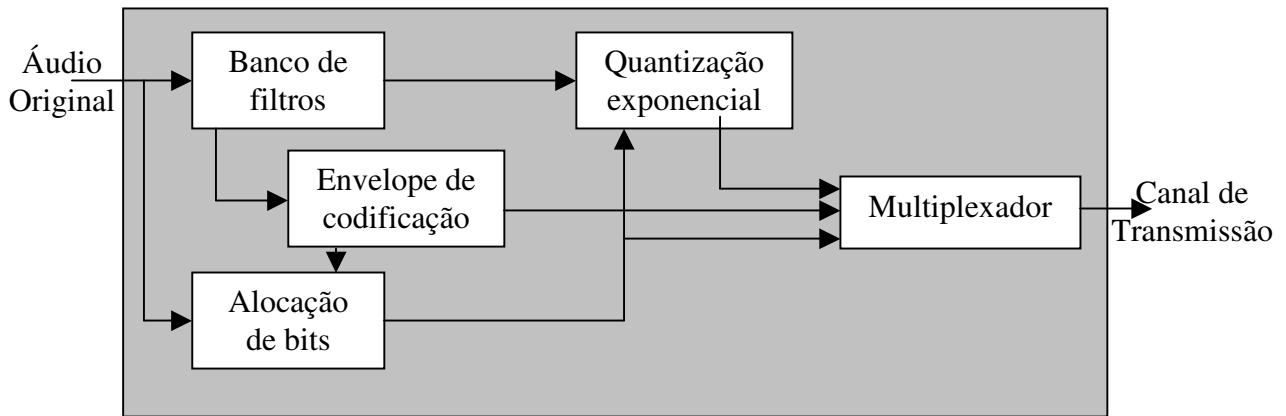 Áudio
Original
Banco de
filtros
Quantização
exponencial
Envelope de
codificação
Multiplexador
Canal de
Transmissão
Alocação
de bits